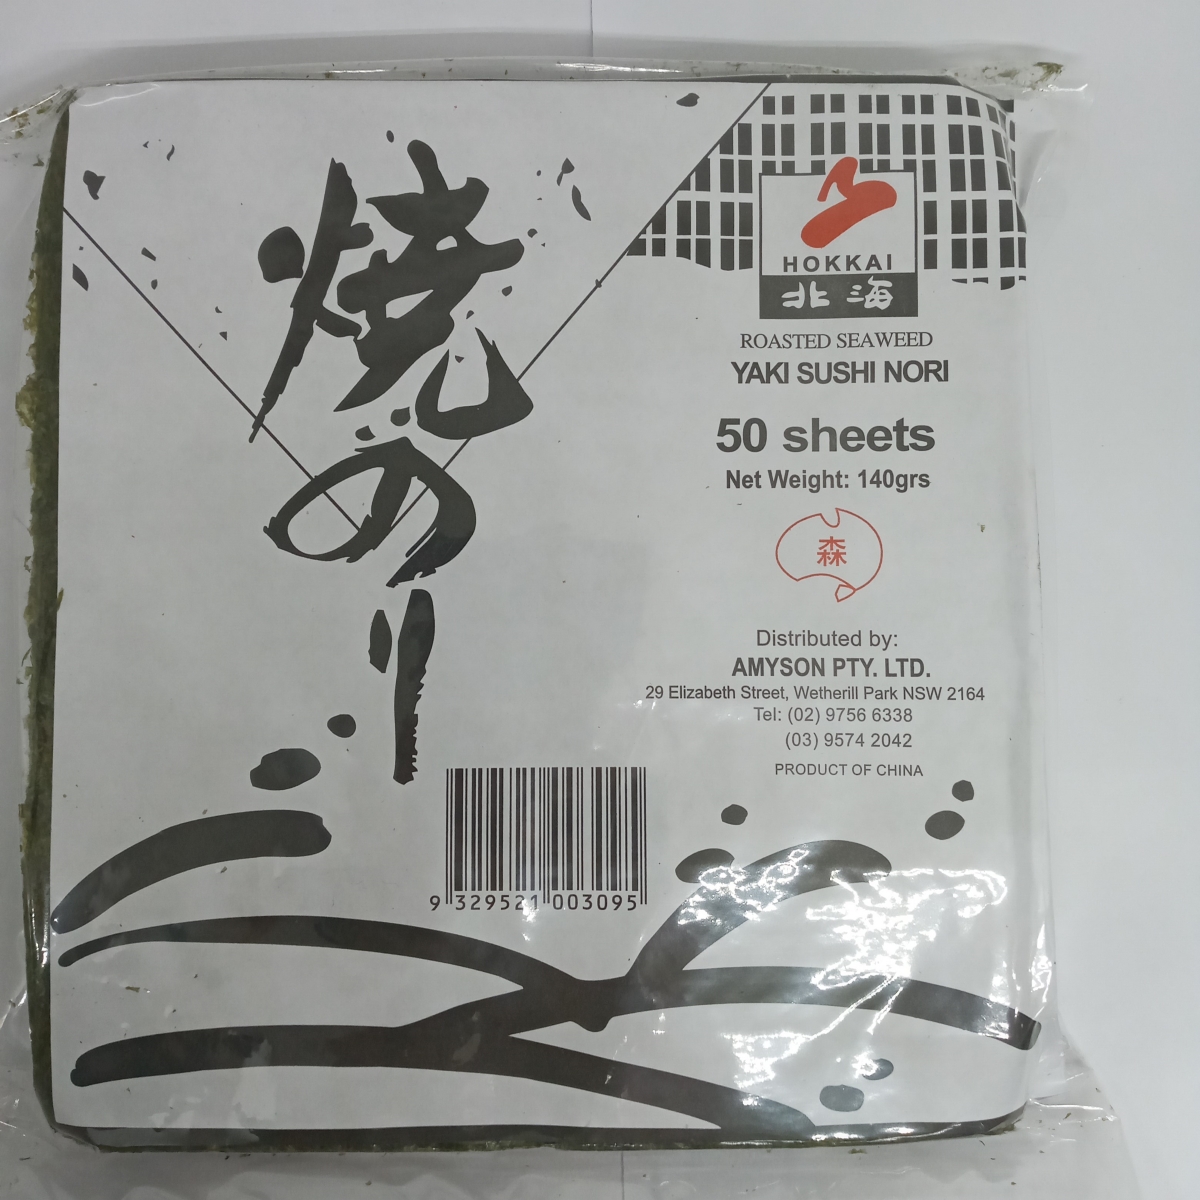 焼のり
HOKKAI
北海
ROASTED SEAWEED
YAKI SUSHI NORI
50 sheets
Net Weight: 140grs
森
Distributed by:
AMYSON PTY. LTD.
29 Elizabeth Street, Wetherill Park NSW 2164
Tel: (02) 9756 6338
(03) 9574 2042
PRODUCT OF CHINA
9 329521 003095